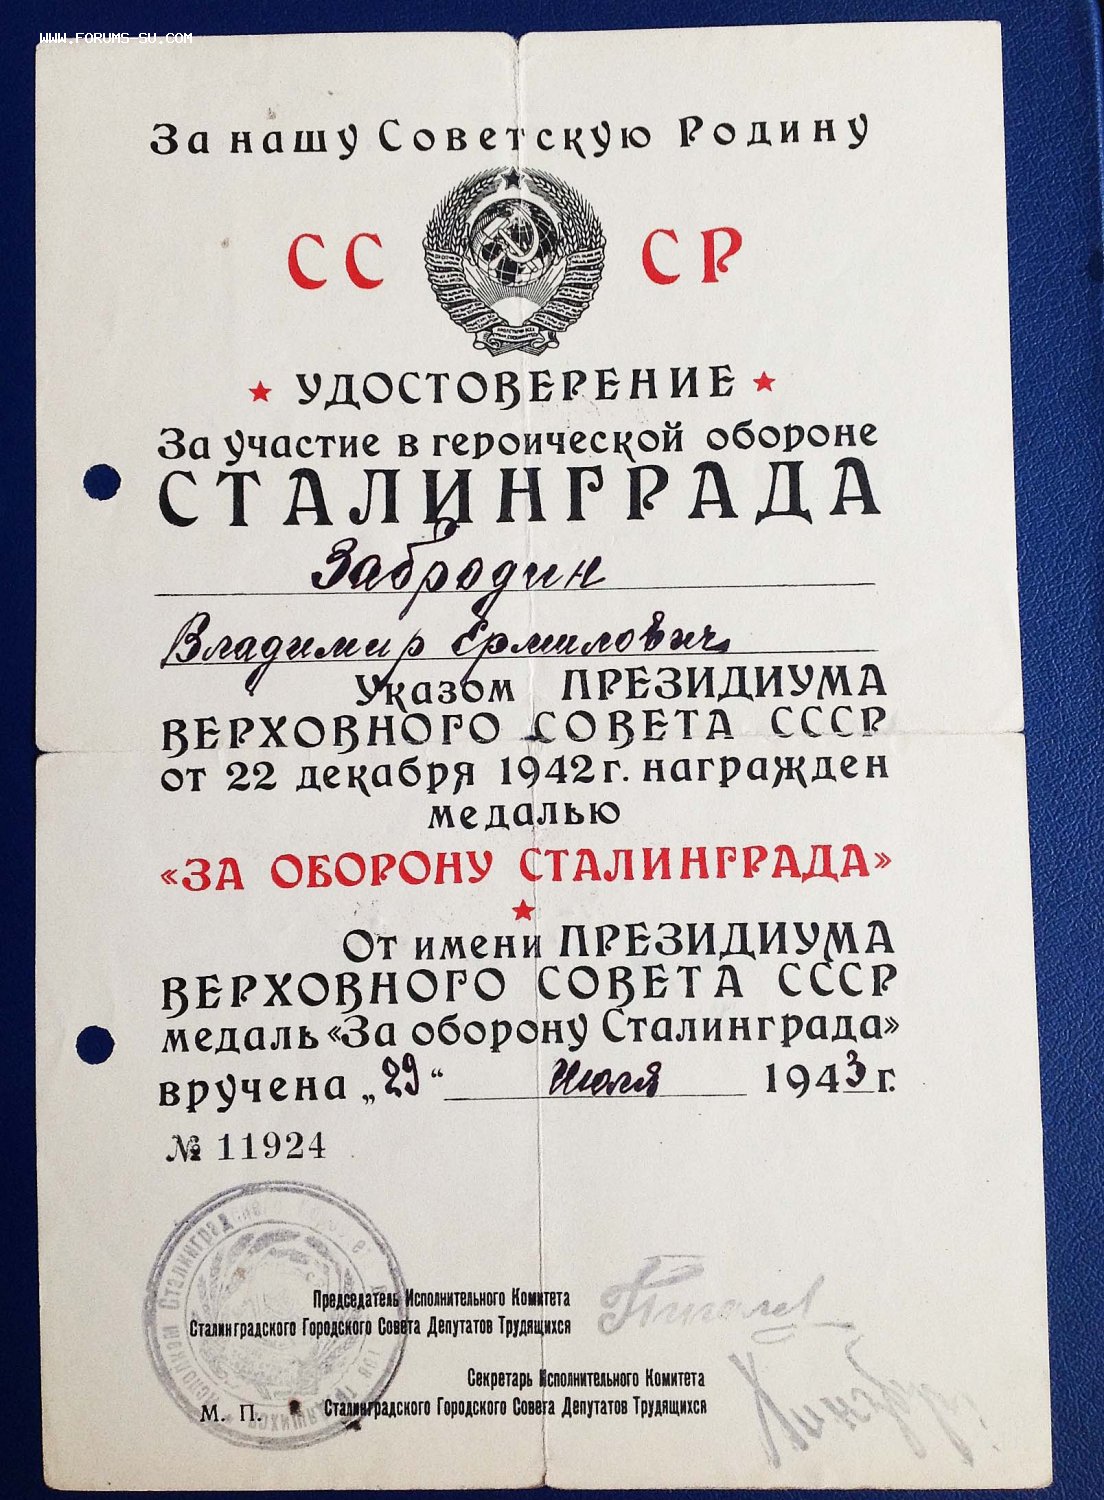 WWW.FORUMS-SU.COM
За нашу Советскую Родину
СС СР
★ УДОСТОВЕРЕНИЕ ★
За участие в героической обороне
СТАЛИНГРАДА
Забродин
Владимир Ермилович
Указом ПРЕЗИДИУМА
ВЕРХОВНОГО СОВЕТА СССР
от 22 декабря 1942 г. награжден
медалью
«ЗА ОБОРОНУ СТАЛИНГРАДА»
★
От имени ПРЕЗИДИУМА
ВЕРХОВНОГО СОВЕТА СССР
медаль «За оборону Сталинграда»
вручена „29“ Июля 1943 г.
№ 11924
Председатель Исполнительного Комитета
Сталинградского Городского Совета Депутатов Трудящихся
Секретарь Исполнительного Комитета
М. П. Сталинградского Городского Совета Депутатов Трудящихся